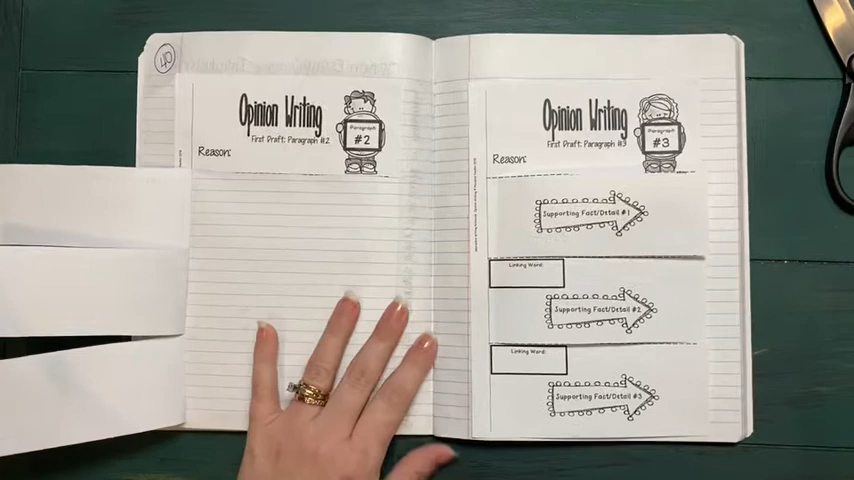 40
Opinion Writing
First Draft: Paragraph #2
Paragraph
#2
Reason:
Opinion Writing
First Draft: Paragraph #3
Paragraph
#3
Reason:
Supporting Fact/Detail #1
Linking Word:
Supporting Fact/Detail #2
Linking Word:
Supporting Fact/Detail #3